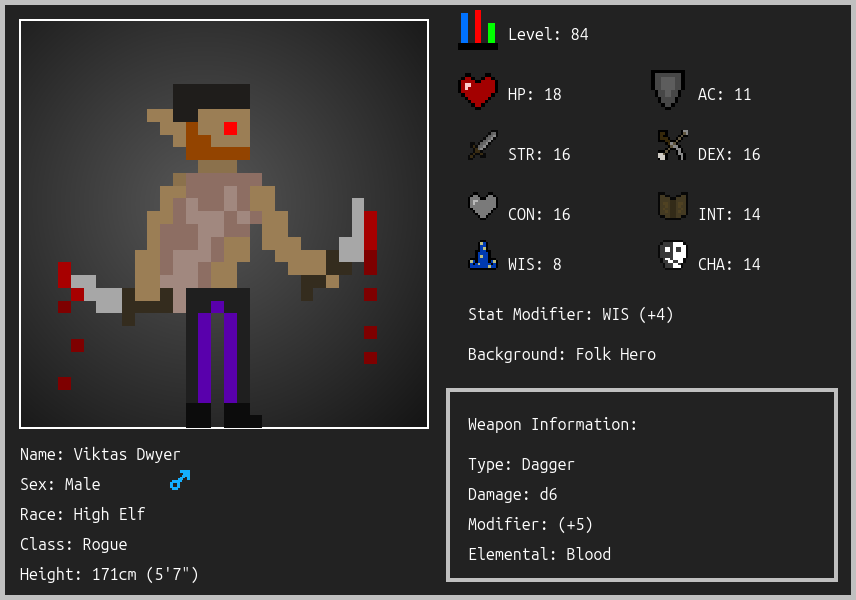 Level: 84
HP: 18
AC: 11
STR: 16
DEX: 16
CON: 16
INT: 14
WIS: 8
CHA: 14
Stat Modifier: WIS (+4)
Background: Folk Hero
Weapon Information:
Type: Dagger
Damage: d6
Modifier: (+5)
Elemental: Blood
Name: Viktas Dwyer
Sex: Male
Race: High Elf
Class: Rogue
Height: 171cm (5'7")